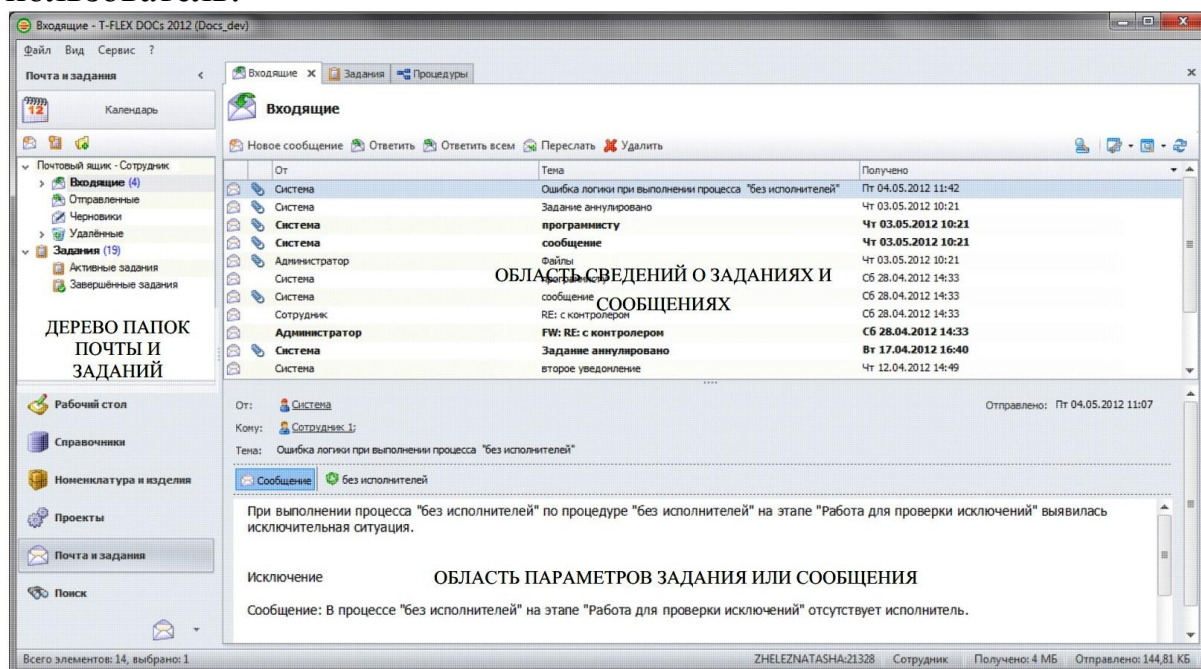 пользователь.
Входящие - T-FLEX DOCs 2012 (Docs_dev)
Файл Вид Сервис ?
Почта и задания
Входящие Задания Процедуры
12 Календарь
Входящие
Новое сообщение Ответить Ответить всем Переслать Удалить
Почтовый ящик - Сотрудник
Входящие (4)
Отправленные
Черновики
Удалённые
Задания (19)
Активные задания
Завершённые задания
ДЕРЕВО ПАПОК
ПОЧТЫ И
ЗАДАНИЙ
От Тема Получено
Система Ошибка логики при выполнении процесса "без исполнителей" Пт 04.05.2012 11:42
Система Задание аннулировано Чт 03.05.2012 10:21
Система программисту Чт 03.05.2012 10:21
Система сообщение Чт 03.05.2012 10:21
Администратор Файлы Чт 03.05.2012 10:21
Система программисту Сб 28.04.2012 14:33
Система сообщение Сб 28.04.2012 14:33
Сотрудник RE: с контролером Сб 28.04.2012 14:33
Администратор FW: RE: с контролером Сб 28.04.2012 14:33
Система Задание аннулировано Вт 17.04.2012 16:40
Система второе уведомление Чт 12.04.2012 14:49
ОБЛАСТЬ СВЕДЕНИЙ О ЗАДАНИЯХ И
СООБЩЕНИЯХ
Рабочий стол
Справочники
Номенклатура и изделия
Проекты
Почта и задания
Поиск
От: Система Отправлено: Пт 04.05.2012 11:07
Кому: Сотрудник 1;
Тема: Ошибка логики при выполнении процесса "без исполнителей"
Сообщение без исполнителей
При выполнении процесса "без исполнителей" по процедуре "без исполнителей" на этапе "Работа для проверки исключений" выявилась
исключительная ситуация.
Исключение
ОБЛАСТЬ ПАРАМЕТРОВ ЗАДАНИЯ ИЛИ СООБЩЕНИЯ
Сообщение: В процессе "без исполнителей" на этапе "Работа для проверки исключений" отсутствует исполнитель.
Всего элементов: 14, выбрано: 1 ZHELEZNATASHA:21328 Сотрудник Получено: 4 МБ Отправлено: 144,81 КБ